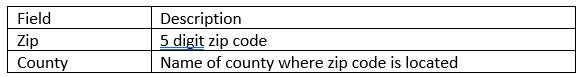 Field Description
Zip 5 digit zip code
County Name of county where zip code is located